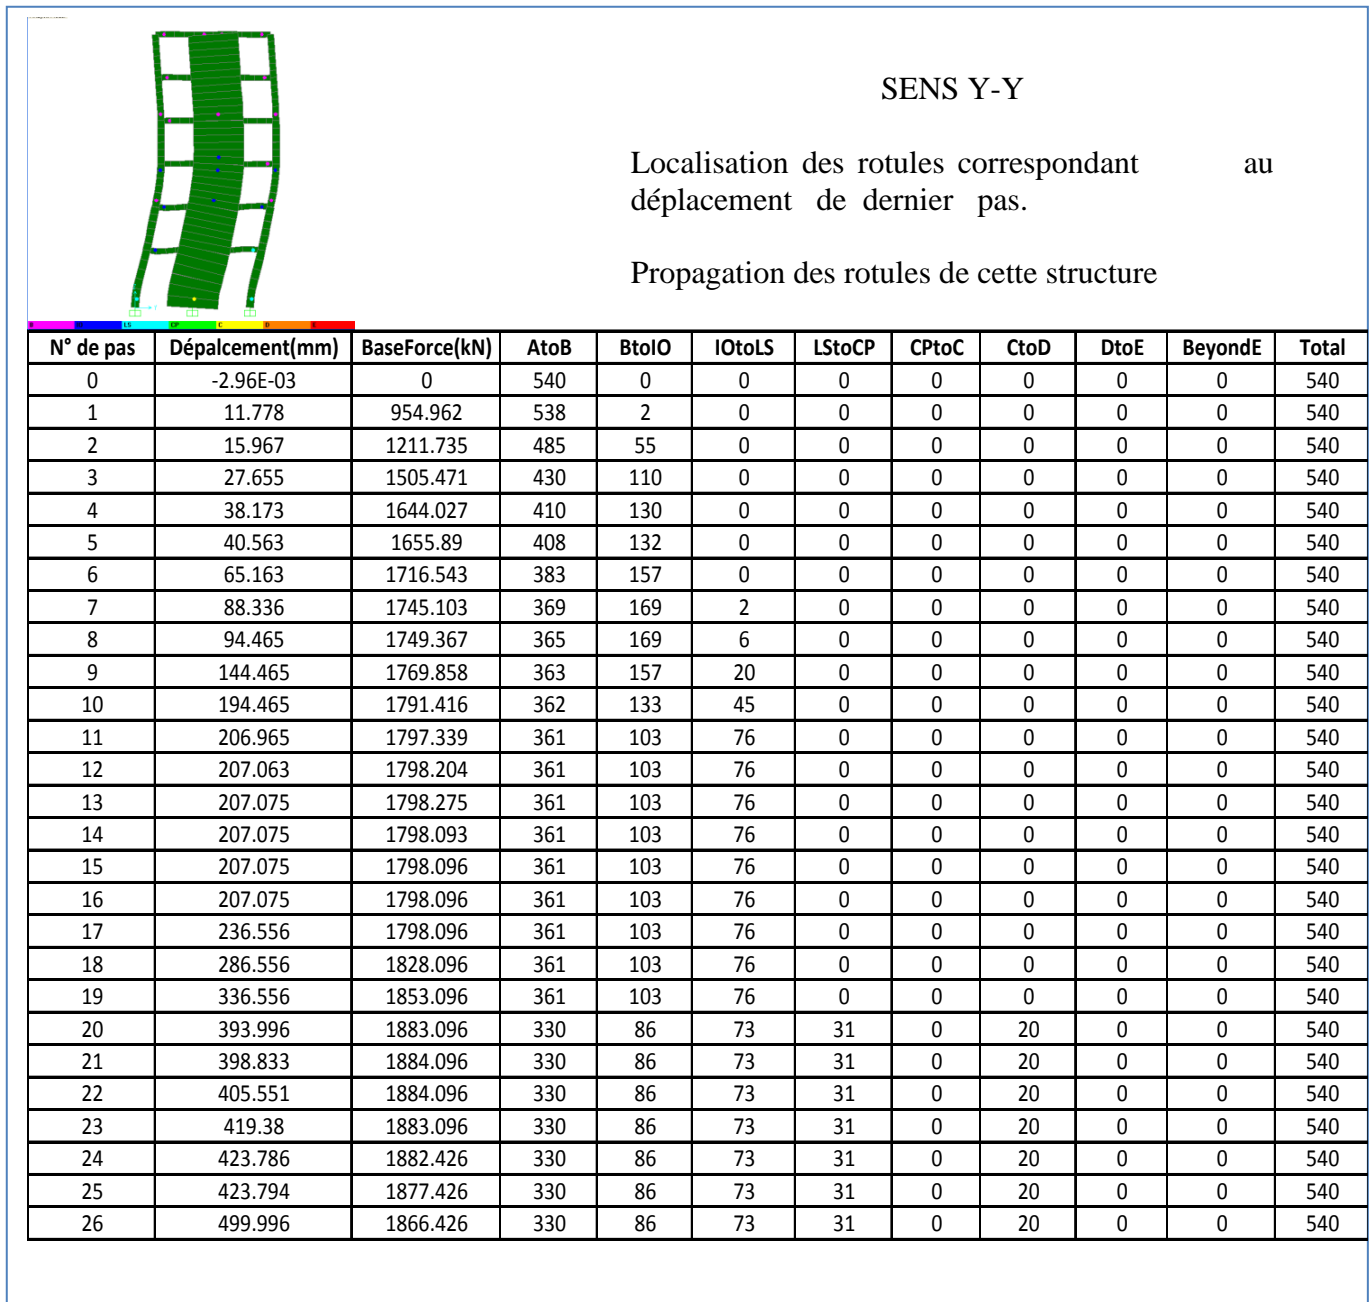 SENS Y-Y
Localisation des rotules correspondant au
déplacement de dernier pas.
Propagation des rotules de cette structure
B IO LS CP C D E
N° de pas Dépalcement(mm) BaseForce(kN) AtoB BtoIO IOtoLS LStoCP CPtoC CtoD DtoE BeyondE Total
0 -2.96E-03 0 540 0 0 0 0 0 0 0 540
1 11.778 954.962 538 2 0 0 0 0 0 0 540
2 15.967 1211.735 485 55 0 0 0 0 0 0 540
3 27.655 1505.471 430 110 0 0 0 0 0 0 540
4 38.173 1644.027 410 130 0 0 0 0 0 0 540
5 40.563 1655.89 408 132 0 0 0 0 0 0 540
6 65.163 1716.543 383 157 0 0 0 0 0 0 540
7 88.336 1745.103 369 169 2 0 0 0 0 0 540
8 94.465 1749.367 365 169 6 0 0 0 0 0 540
9 144.465 1769.858 363 157 20 0 0 0 0 0 540
10 194.465 1791.416 362 133 45 0 0 0 0 0 540
11 206.965 1797.339 361 103 76 0 0 0 0 0 540
12 207.063 1798.204 361 103 76 0 0 0 0 0 540
13 207.075 1798.275 361 103 76 0 0 0 0 0 540
14 207.075 1798.093 361 103 76 0 0 0 0 0 540
15 207.075 1798.096 361 103 76 0 0 0 0 0 540
16 207.075 1798.096 361 103 76 0 0 0 0 0 540
17 236.556 1798.096 361 103 76 0 0 0 0 0 540
18 286.556 1828.096 361 103 76 0 0 0 0 0 540
19 336.556 1853.096 361 103 76 0 0 0 0 0 540
20 393.996 1883.096 330 86 73 31 0 20 0 0 540
21 398.833 1884.096 330 86 73 31 0 20 0 0 540
22 405.551 1884.096 330 86 73 31 0 20 0 0 540
23 419.38 1883.096 330 86 73 31 0 20 0 0 540
24 423.786 1882.426 330 86 73 31 0 20 0 0 540
25 423.794 1877.426 330 86 73 31 0 20 0 0 540
26 499.996 1866.426 330 86 73 31 0 20 0 0 540